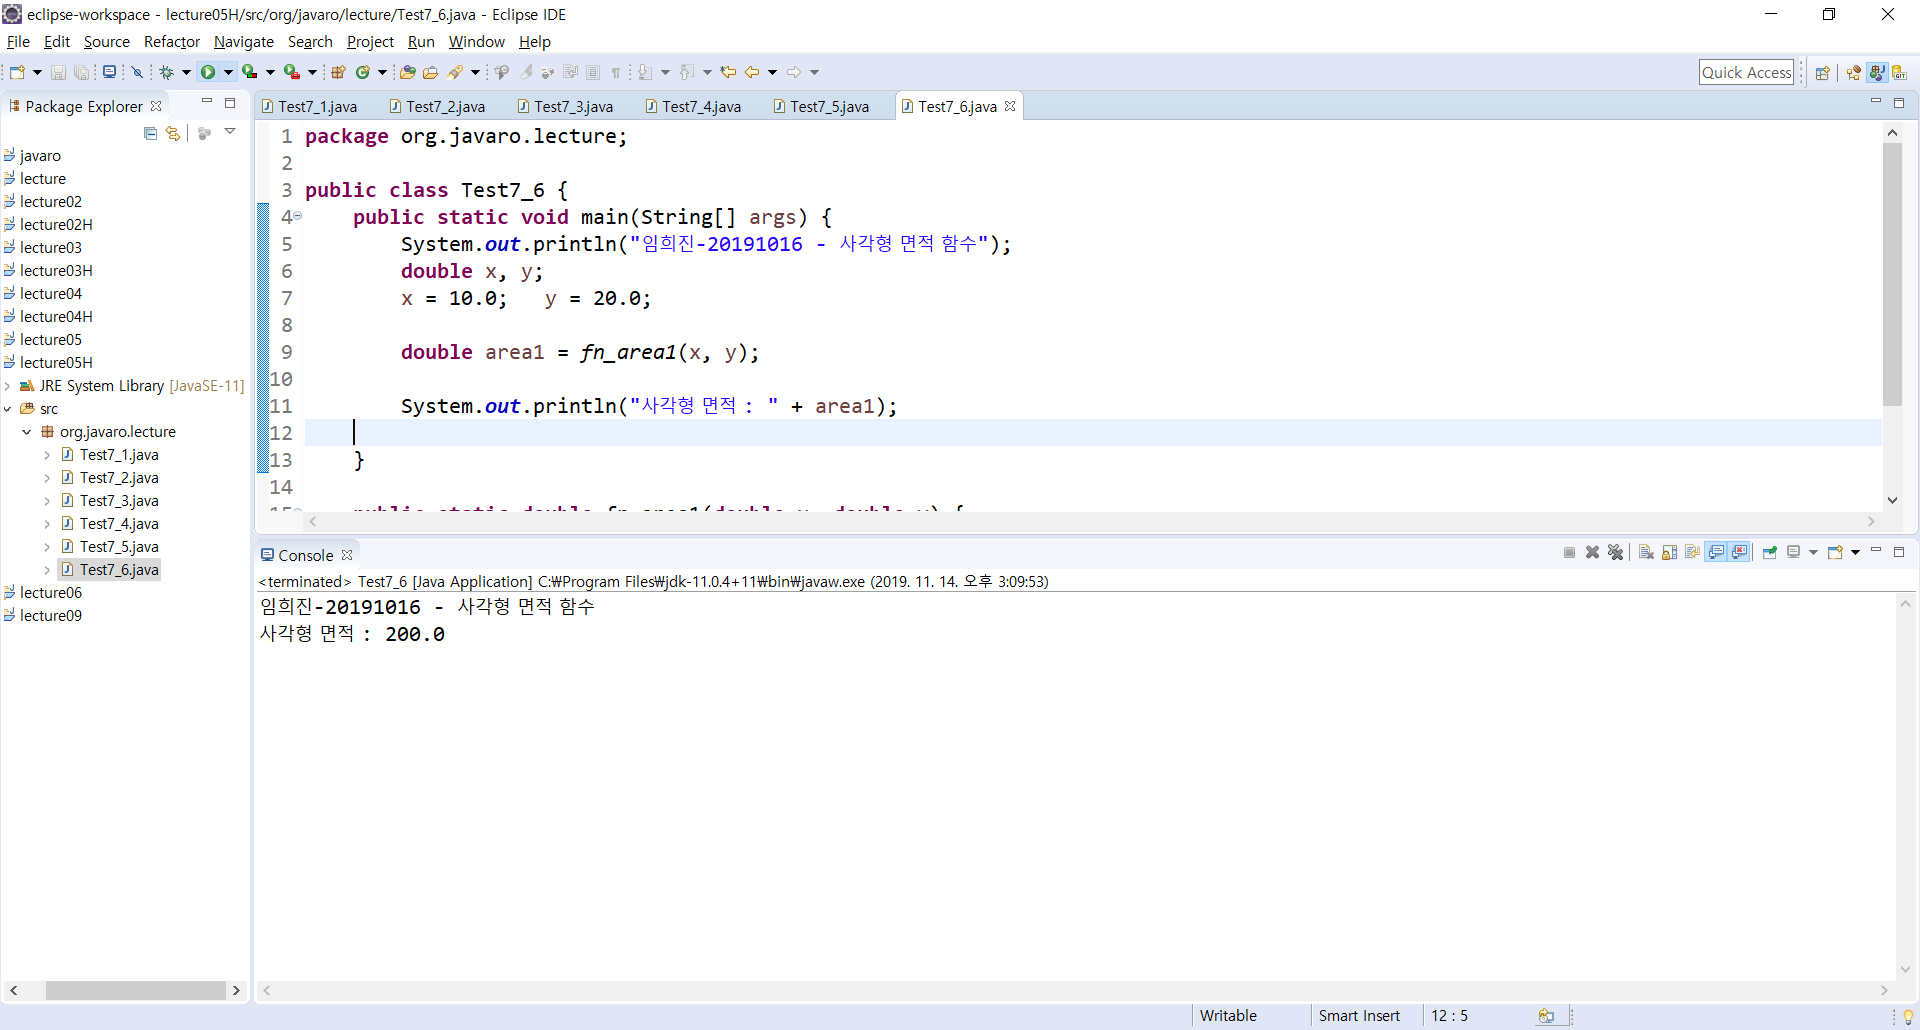 eclipse-workspace - lecture05H/src/org/javaro/lecture/Test7_6.java - Eclipse IDE
File Edit Source Refactor Navigate Search Project Run Window Help
Quick Access
Package Explorer
javaro
lecture
lecture02
lecture02H
lecture03
lecture03H
lecture04
lecture04H
lecture05
lecture05H
JRE System Library [JavaSE-11]
src
org.javaro.lecture
Test7_1.java
Test7_2.java
Test7_3.java
Test7_4.java
Test7_5.java
Test7_6.java
lecture06
lecture09
Test7_1.java Test7_2.java Test7_3.java Test7_4.java Test7_5.java Test7_6.java
1 package org.javaro.lecture;
2
3 public class Test7_6 {
4 public static void main(String[] args) {
5 System.out.println("임희진-20191016 - 사각형 면적 함수");
6 double x, y;
7 x = 10.0; y = 20.0;
8
9 double area1 = fn_area1(x, y);
10
11 System.out.println("사각형 면적 : " + area1);
12
13 }
14
15 public static double fn_area1(double x, double y) {
Console
<terminated> Test7_6 [Java Application] C:₩Program Files₩jdk-11.0.4+11₩bin₩javaw.exe (2019. 11. 14. 오후 3:09:53)
임희진-20191016 - 사각형 면적 함수
사각형 면적 : 200.0
Writable Smart Insert 12 : 5